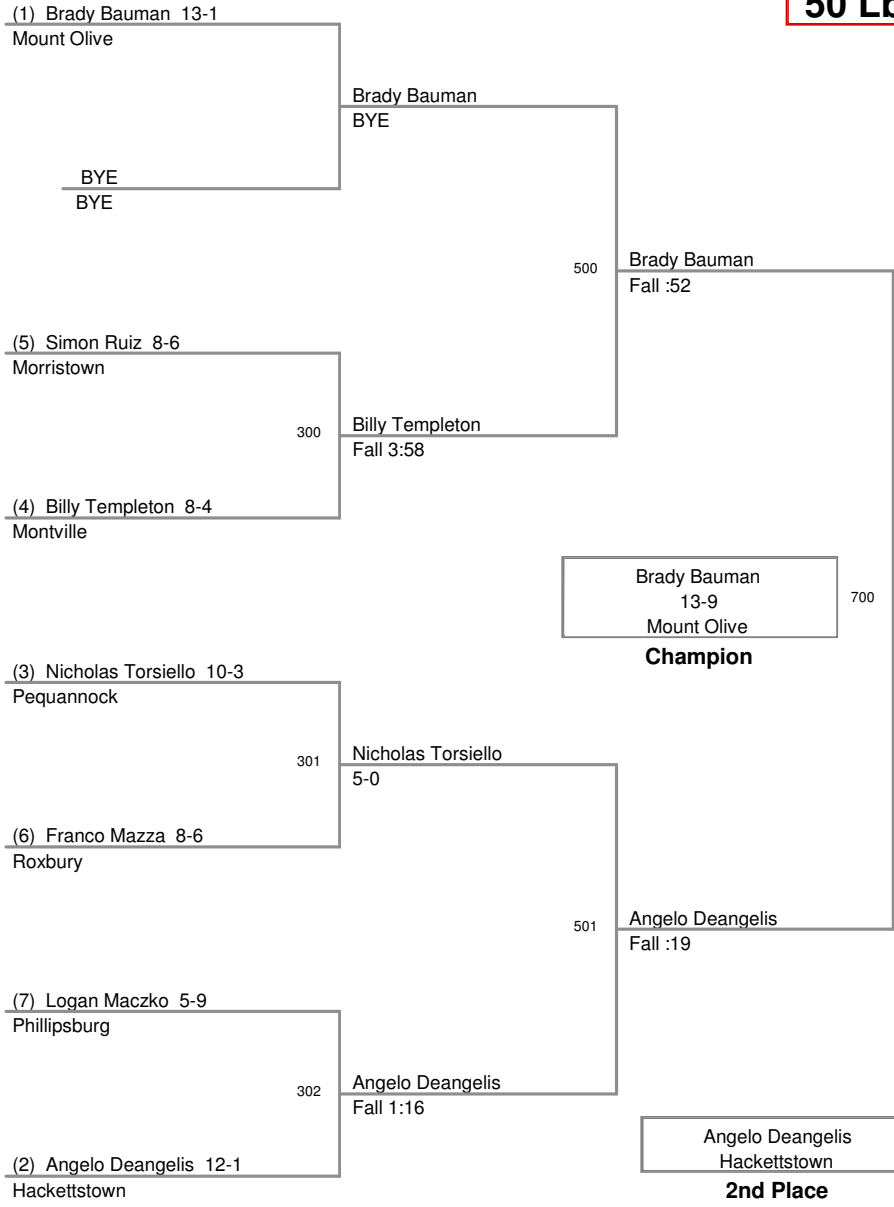 50 Lb
(1) Brady Bauman 13-1
Mount Olive
Brady Bauman
BYE
BYE
BYE
500
Brady Bauman
Fall :52
(5) Simon Ruiz 8-6
Morristown
300
Billy Templeton
Fall 3:58
(4) Billy Templeton 8-4
Montville
Brady Bauman
13-9
Mount Olive
700
Champion
(3) Nicholas Torsiello 10-3
Pequannock
301
Nicholas Torsiello
5-0
(6) Franco Mazza 8-6
Roxbury
501
Angelo Deangelis
Fall :19
(7) Logan Maczko 5-9
Phillipsburg
302
Angelo Deangelis
Fall 1:16
(2) Angelo Deangelis 12-1
Hackettstown
Angelo Deangelis
Hackettstown
2nd Place